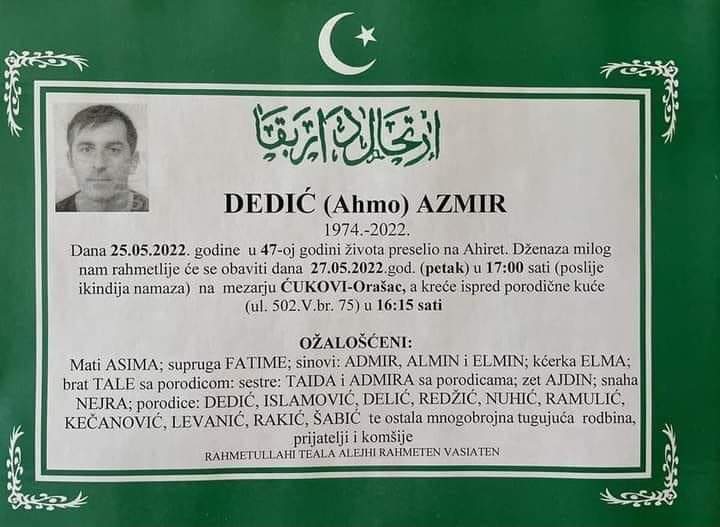 ارتحال دار بقا
DEDIĆ (Ahmo) AZMIR
1974.-2022.
Dana 25.05.2022. godine u 47-oj godini života preselio na Ahiret. Dženaza milog
nam rahmetlije će se obaviti dana 27.05.2022.god. (petak) u 17:00 sati (poslije
ikindija namaza) na mezarju ĆUKOVI-Orašac, a kreće ispred porodične kuće
(ul. 502.V.br. 75) u 16:15 sati
OŽALOŠĆENI:
Mati ASIMA; supruga FATIME; sinovi: ADMIR, ALMIN i ELMIN; kćerka ELMA;
brat TALE sa porodicom: sestre: TAIDA i ADMIRA sa porodicama; zet AJDIN; snaha
NEJRA; porodice: DEDIĆ, ISLAMOVIĆ, DELIĆ, REDŽIĆ, NUHIĆ, RAMULIĆ,
KEČANOVIĆ, LEVANIĆ, RAKIĆ, ŠABIĆ te ostala mnogobrojna tugujuća rodbina,
prijatelji i komšije
RAHMETULLAHI TEALA ALEJHI RAHMETEN VASIATEN